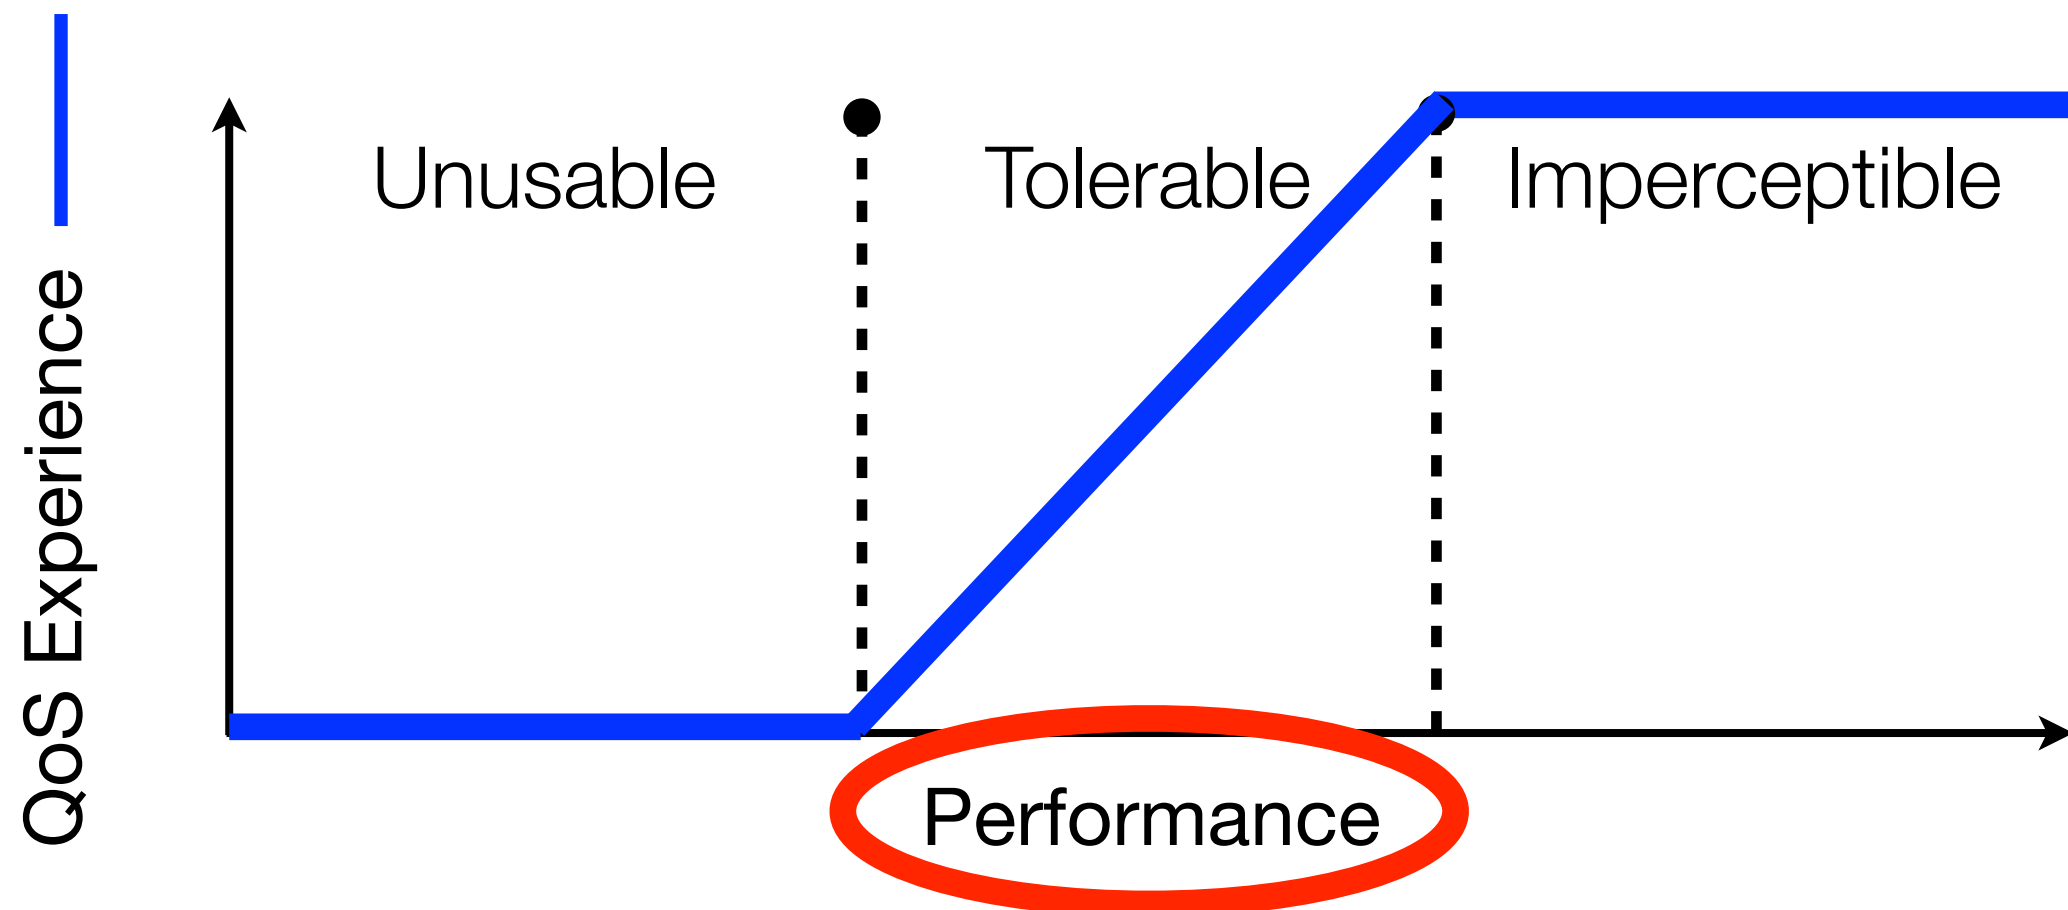 QoS Experience
Unusable
Tolerable
Imperceptible
Performance